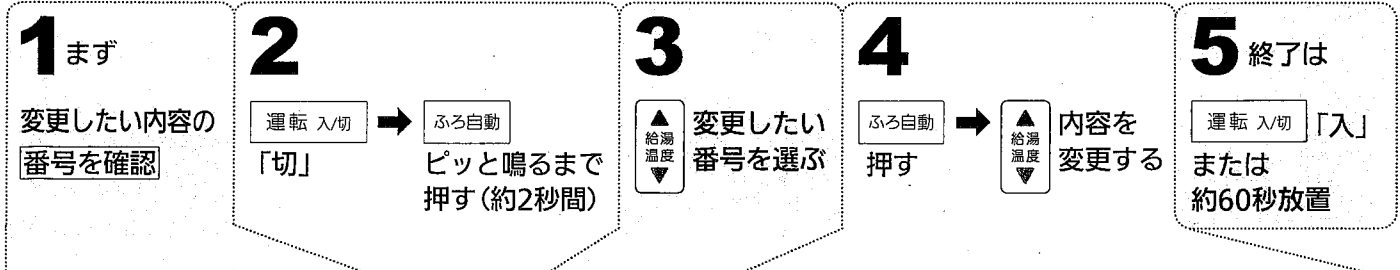 1 まず
変更したい内容の
番号を確認
2
運転 入/切 ➡ ふろ自動
「切」
ピッと鳴るまで
押す(約2秒間)
3
▲
給湯
温度
▼
変更したい
番号を選ぶ
4
ふろ自動 ➡
押す
▲
給湯
温度
▼
内容を
変更する
5 終了は
運転 入/切 「入」
または
約60秒放置